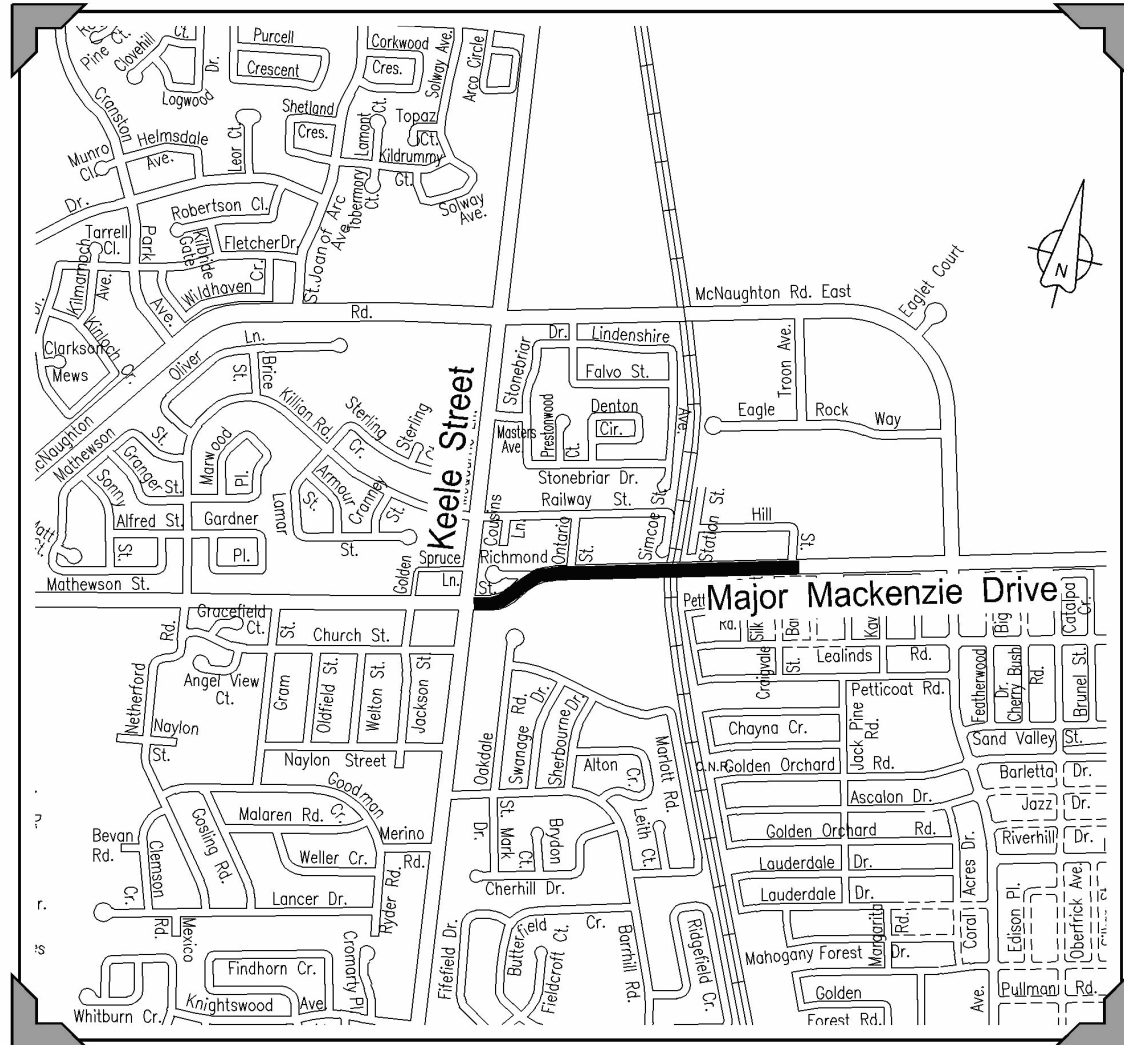 Pine Ct.
Clovehill
Ct.
Dr.
Logwood
Purcell
Crescent
Corkwood
Cres.
Solway Ave.
Arco Circle
Cranston
Shetland
Cres.
Lamont
Ct.
Topaz
Ct.
Kildrummy
Gt.
Solway
Ave.
Munro
Cl.
Helmsdale
Ave.
Leor Ct.
Tobermory
Ct.
Dr.
Robertson Cl.
St.Joan of Arc
Ave.
Tarrell
Cl.
Park
Ave.
Kilbride
Gate
Fletcher Dr.
Wildhaven
Cr.
Kilmarnoch
Ave.
Kinloch Cr.
Clarkson
Mews
Rd.
McNaughton Rd. East
Eaglet Court
N
Oliver
Ln.
Brice
St.
Stonebriar
Dr.
Lindenshire
Ave.
Falvo St.
Troon Ave.
Killian Rd.
Sterling
Cr.
Sterling
Keele Street
Prestonwood
Ct.
Denton
Cir.
Masters
Ave.
Eagle
Rock
Way
McNaughton
Mathewson
St.
Granger
St.
Sonny
St.
Marwood
Pl.
Armour
Cranney
St.
Lamar
St.
Stonebriar Dr.
Railway
St.
Alfred St.
Gardner
Pl.
Cousins
Ln.
Ontario
St.
Simcoe St.
Station St.
Hill
St.
Mathewson St.
Golden
Spruce
Ln.
Richmond
St.
Major Mackenzie Drive
Gracefield
Ct.
Rd.
Netherford
Church St.
Angel View
Ct.
Gram
St.
Oldfield St.
Welton St.
Jackson St.
Rd.
Silk
Craigvale
St.
Lealinds
Rd.
Big
Catalpa
Cr.
Petticoat Rd.
Featherwood
Dr.
Cherry Bush
Rd.
Brunel St.
Naylon
St.
Naylon Street
Oakdale
Swanage
Rd.
Dr.
Sherbourne
Dr.
Alton
Cr.
Marlott Rd.
Chayna Cr.
Jack Pine
Rd.
Sand Valley
St.
C.N.R.
Golden Orchard
Rd.
Barletta
Dr.
Goodman
Cr.
Malaren Rd.
Merino
Rd.
Dr.
St. Mark
Ct.
Brydon
Leith Ct.
Ascalon Dr.
Jazz
Dr.
Bevan
Rd.
Clemson
Cr.
Gosling Rd.
Weller Cr.
Golden Orchard
Rd.
Riverhill
Dr.
Lauderdale
Dr.
Cherhill Dr.
Lancer Dr.
Ryder Rd.
Lauderdale
Dr.
Coral
Acres Dr.
Edison Pl.
Oberfrick Ave.
Mexico
Rd.
Cromarty Pl.
Fifefield Dr.
Butterfield
Cr.
Fieldcroft Ct.
Barrhill Rd.
Ridgefield Cr.
Margarita
Rd.
Mahogany Forest
Dr.
Findhorn Cr.
Knightswood
Ave.
Whitburn Cr.
Golden
Forest Rd.
Ave.
Pullman
Rd.